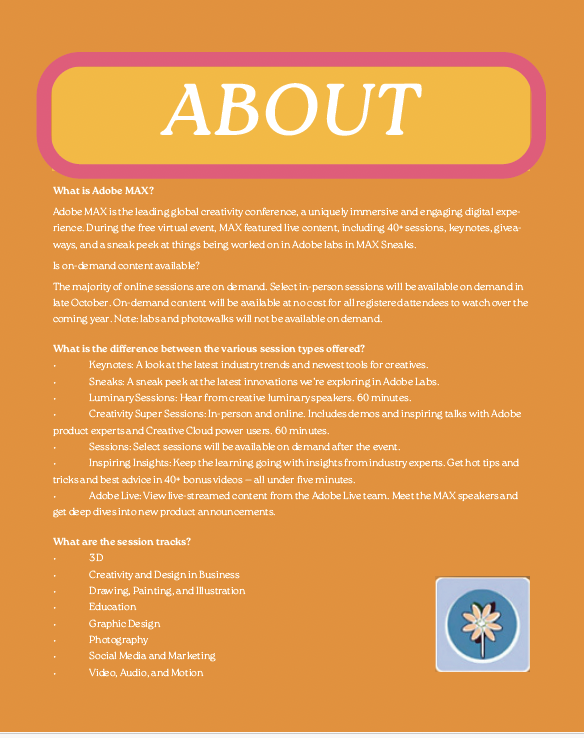 ABOUT
What is Adobe MAX?
Adobe MAX is the leading global creativity conference, a uniquely immersive and engaging digital expe-
rience. During the free virtual event, MAX featured live content, including 40+ sessions, keynotes, givea-
ways, and a sneak peek at things being worked on in Adobe labs in MAX Sneaks.
Is on-demand content available?
The majority of online sessions are on demand. Select in-person sessions will be available on demand in
late October. On-demand content will be available at no cost for all registered attendees to watch over the
coming year. Note: labs and photowalks will not be available on demand.
What is the difference between the various session types offered?
• Keynotes: A look at the latest industry trends and newest tools for creatives.
• Sneaks: A sneak peek at the latest innovations we're exploring in Adobe Labs.
• Luminary Sessions: Hear from creative luminary speakers. 60 minutes.
• Creativity Super Sessions: In-person and online. Includes demos and inspiring talks with Adobe
product experts and Creative Cloud power users. 60 minutes.
• Sessions: Select sessions will be available on demand after the event.
• Inspiring Insights: Keep the learning going with insights from industry experts. Get hot tips and
tricks and best advice in 40+ bonus videos — all under five minutes.
• Adobe Live: View live-streamed content from the Adobe Live team. Meet the MAX speakers and
get deep dives into new product announcements.
What are the session tracks?
• 3D
• Creativity and Design in Business
• Drawing, Painting, and Illustration
• Education
• Graphic Design
• Photography
• Social Media and Marketing
• Video, Audio, and Motion